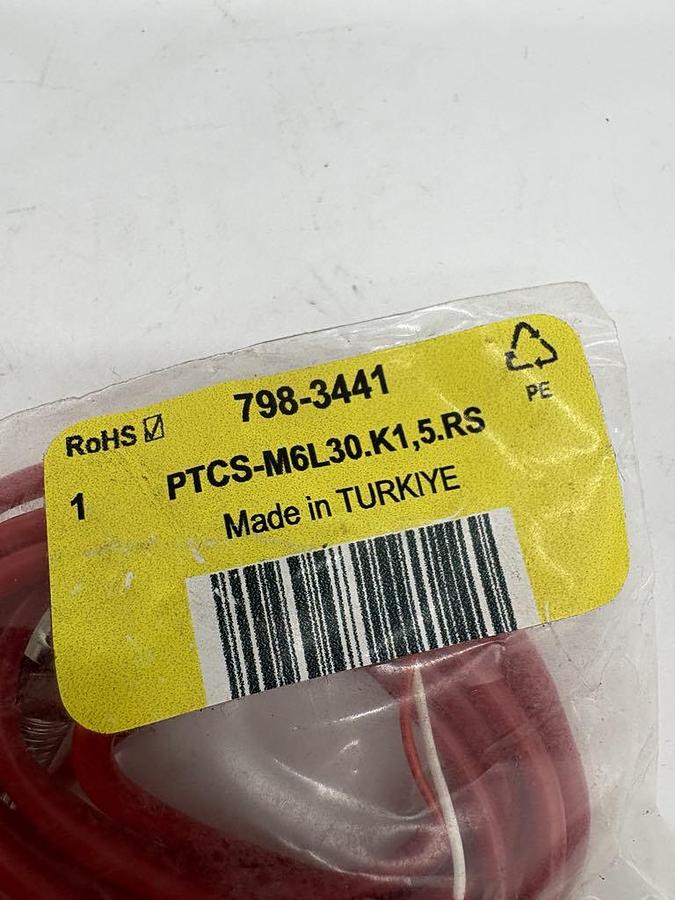 798-3441
RoHS ☑
PE
PTCS-M6L30.K1,5.RS
1
Made in TURKIYE